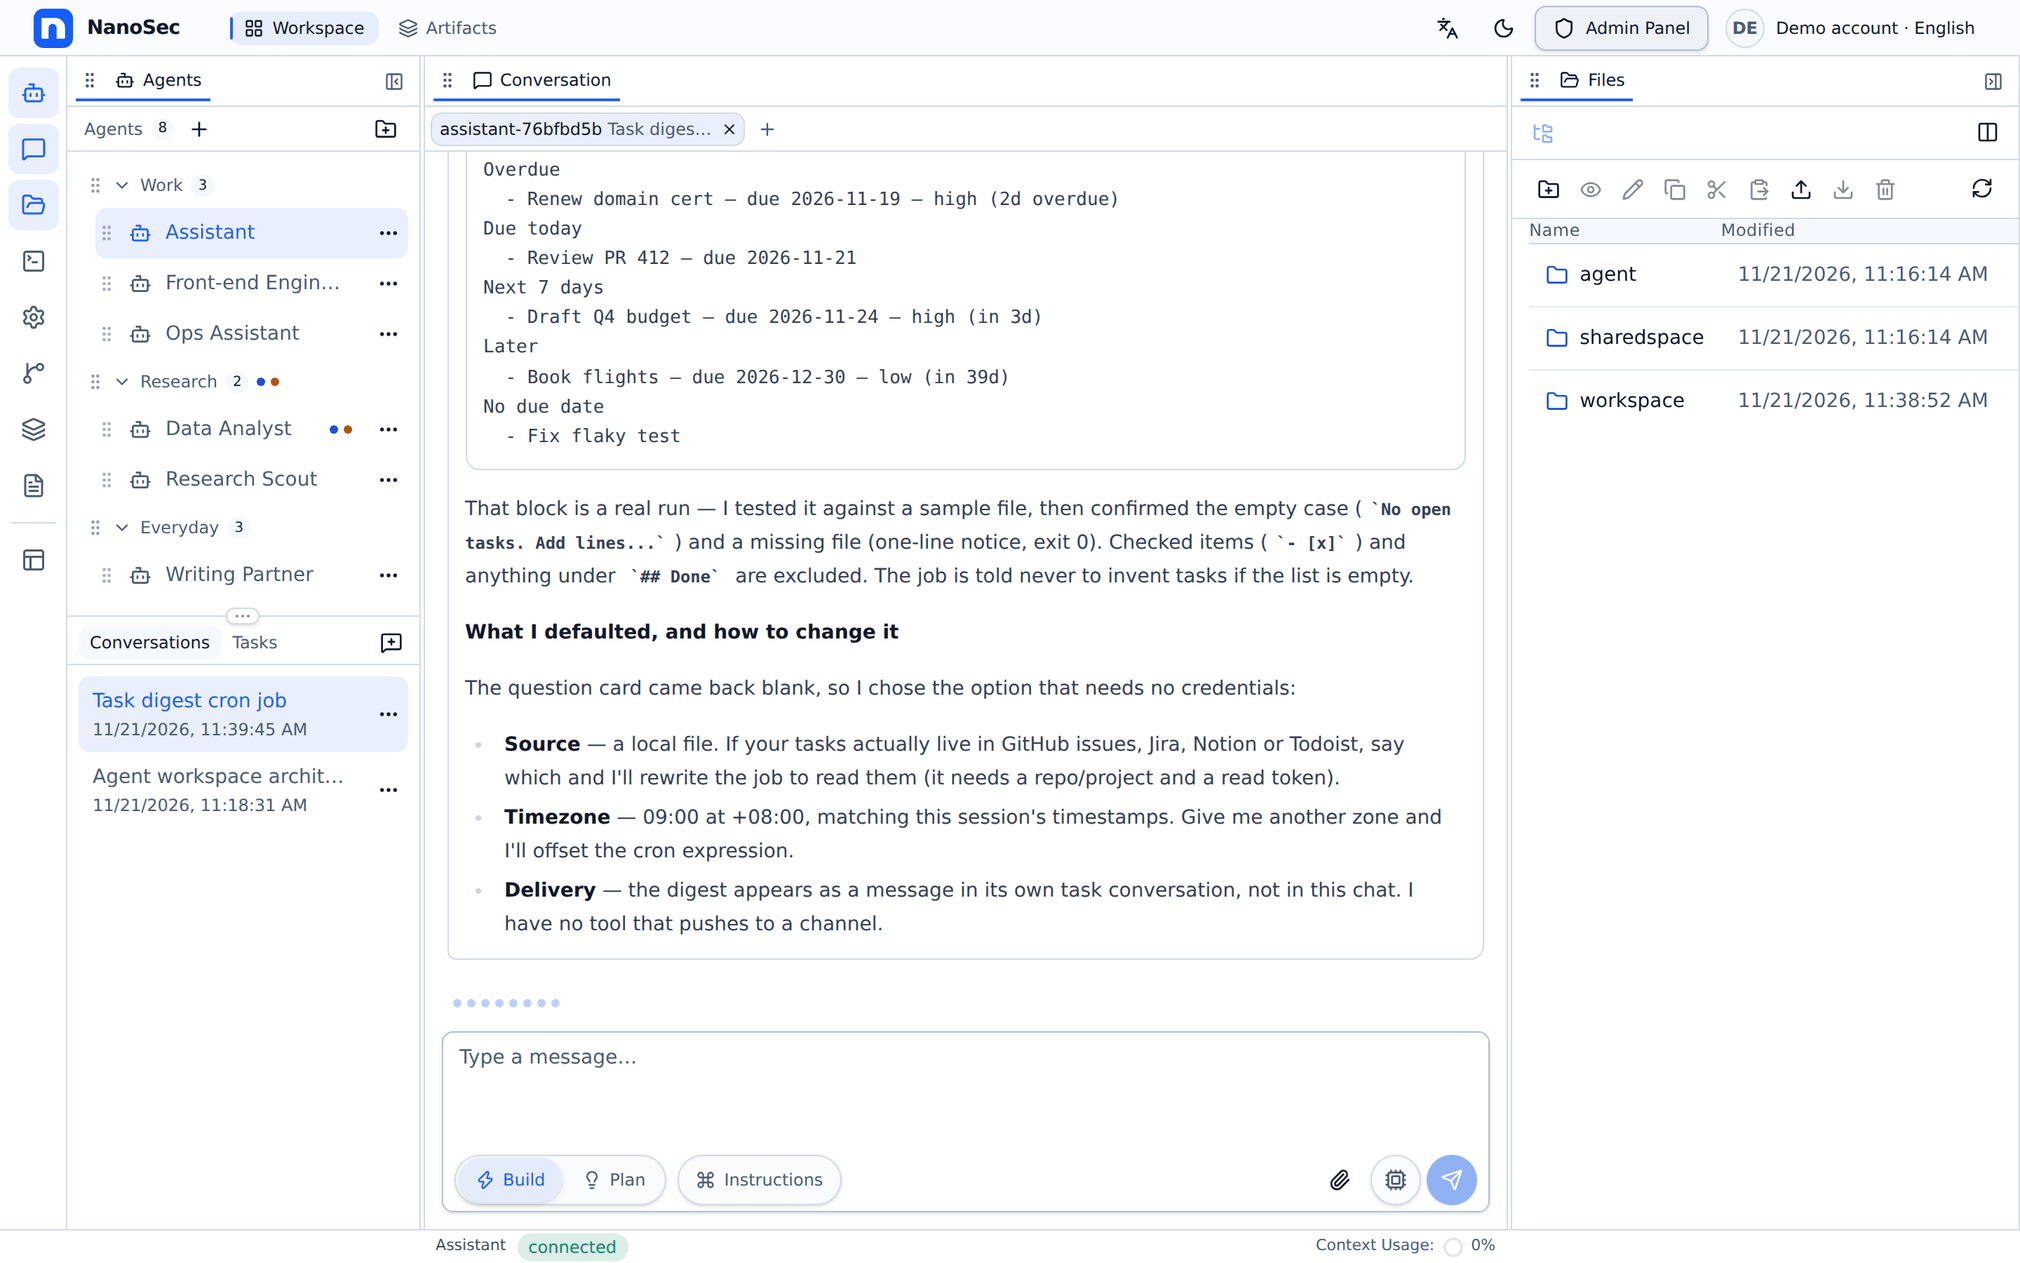 NanoSec
Workspace
Artifacts
Admin Panel
DE
Demo account · English
Agents
Agents 8
Work 3
Assistant
Front-end Engin...
Ops Assistant
Research 2
Data Analyst
Research Scout
Everyday 3
Writing Partner
Conversations
Tasks
Task digest cron job
11/21/2026, 11:39:45 AM
Agent workspace archit...
11/21/2026, 11:18:31 AM
Conversation
assistant-76bfbd5b Task diges...
Overdue
- Renew domain cert — due 2026-11-19 — high (2d overdue)
Due today
- Review PR 412 — due 2026-11-21
Next 7 days
- Draft Q4 budget — due 2026-11-24 — high (in 3d)
Later
- Book flights — due 2026-12-30 — low (in 39d)
No due date
- Fix flaky test
That block is a real run — I tested it against a sample file, then confirmed the empty case ( `No open
tasks. Add lines...` ) and a missing file (one-line notice, exit 0). Checked items ( `- [x]` ) and
anything under `## Done` are excluded. The job is told never to invent tasks if the list is empty.
What I defaulted, and how to change it
The question card came back blank, so I chose the option that needs no credentials:
Source — a local file. If your tasks actually live in GitHub issues, Jira, Notion or Todoist, say
which and I'll rewrite the job to read them (it needs a repo/project and a read token).
Timezone — 09:00 at +08:00, matching this session's timestamps. Give me another zone and
I'll offset the cron expression.
Delivery — the digest appears as a message in its own task conversation, not in this chat. I
have no tool that pushes to a channel.
Type a message...
Build
Plan
Instructions
Assistant connected
Context Usage: 0%
Files
Name Modified
agent 11/21/2026, 11:16:14 AM
sharedspace 11/21/2026, 11:16:14 AM
workspace 11/21/2026, 11:38:52 AM